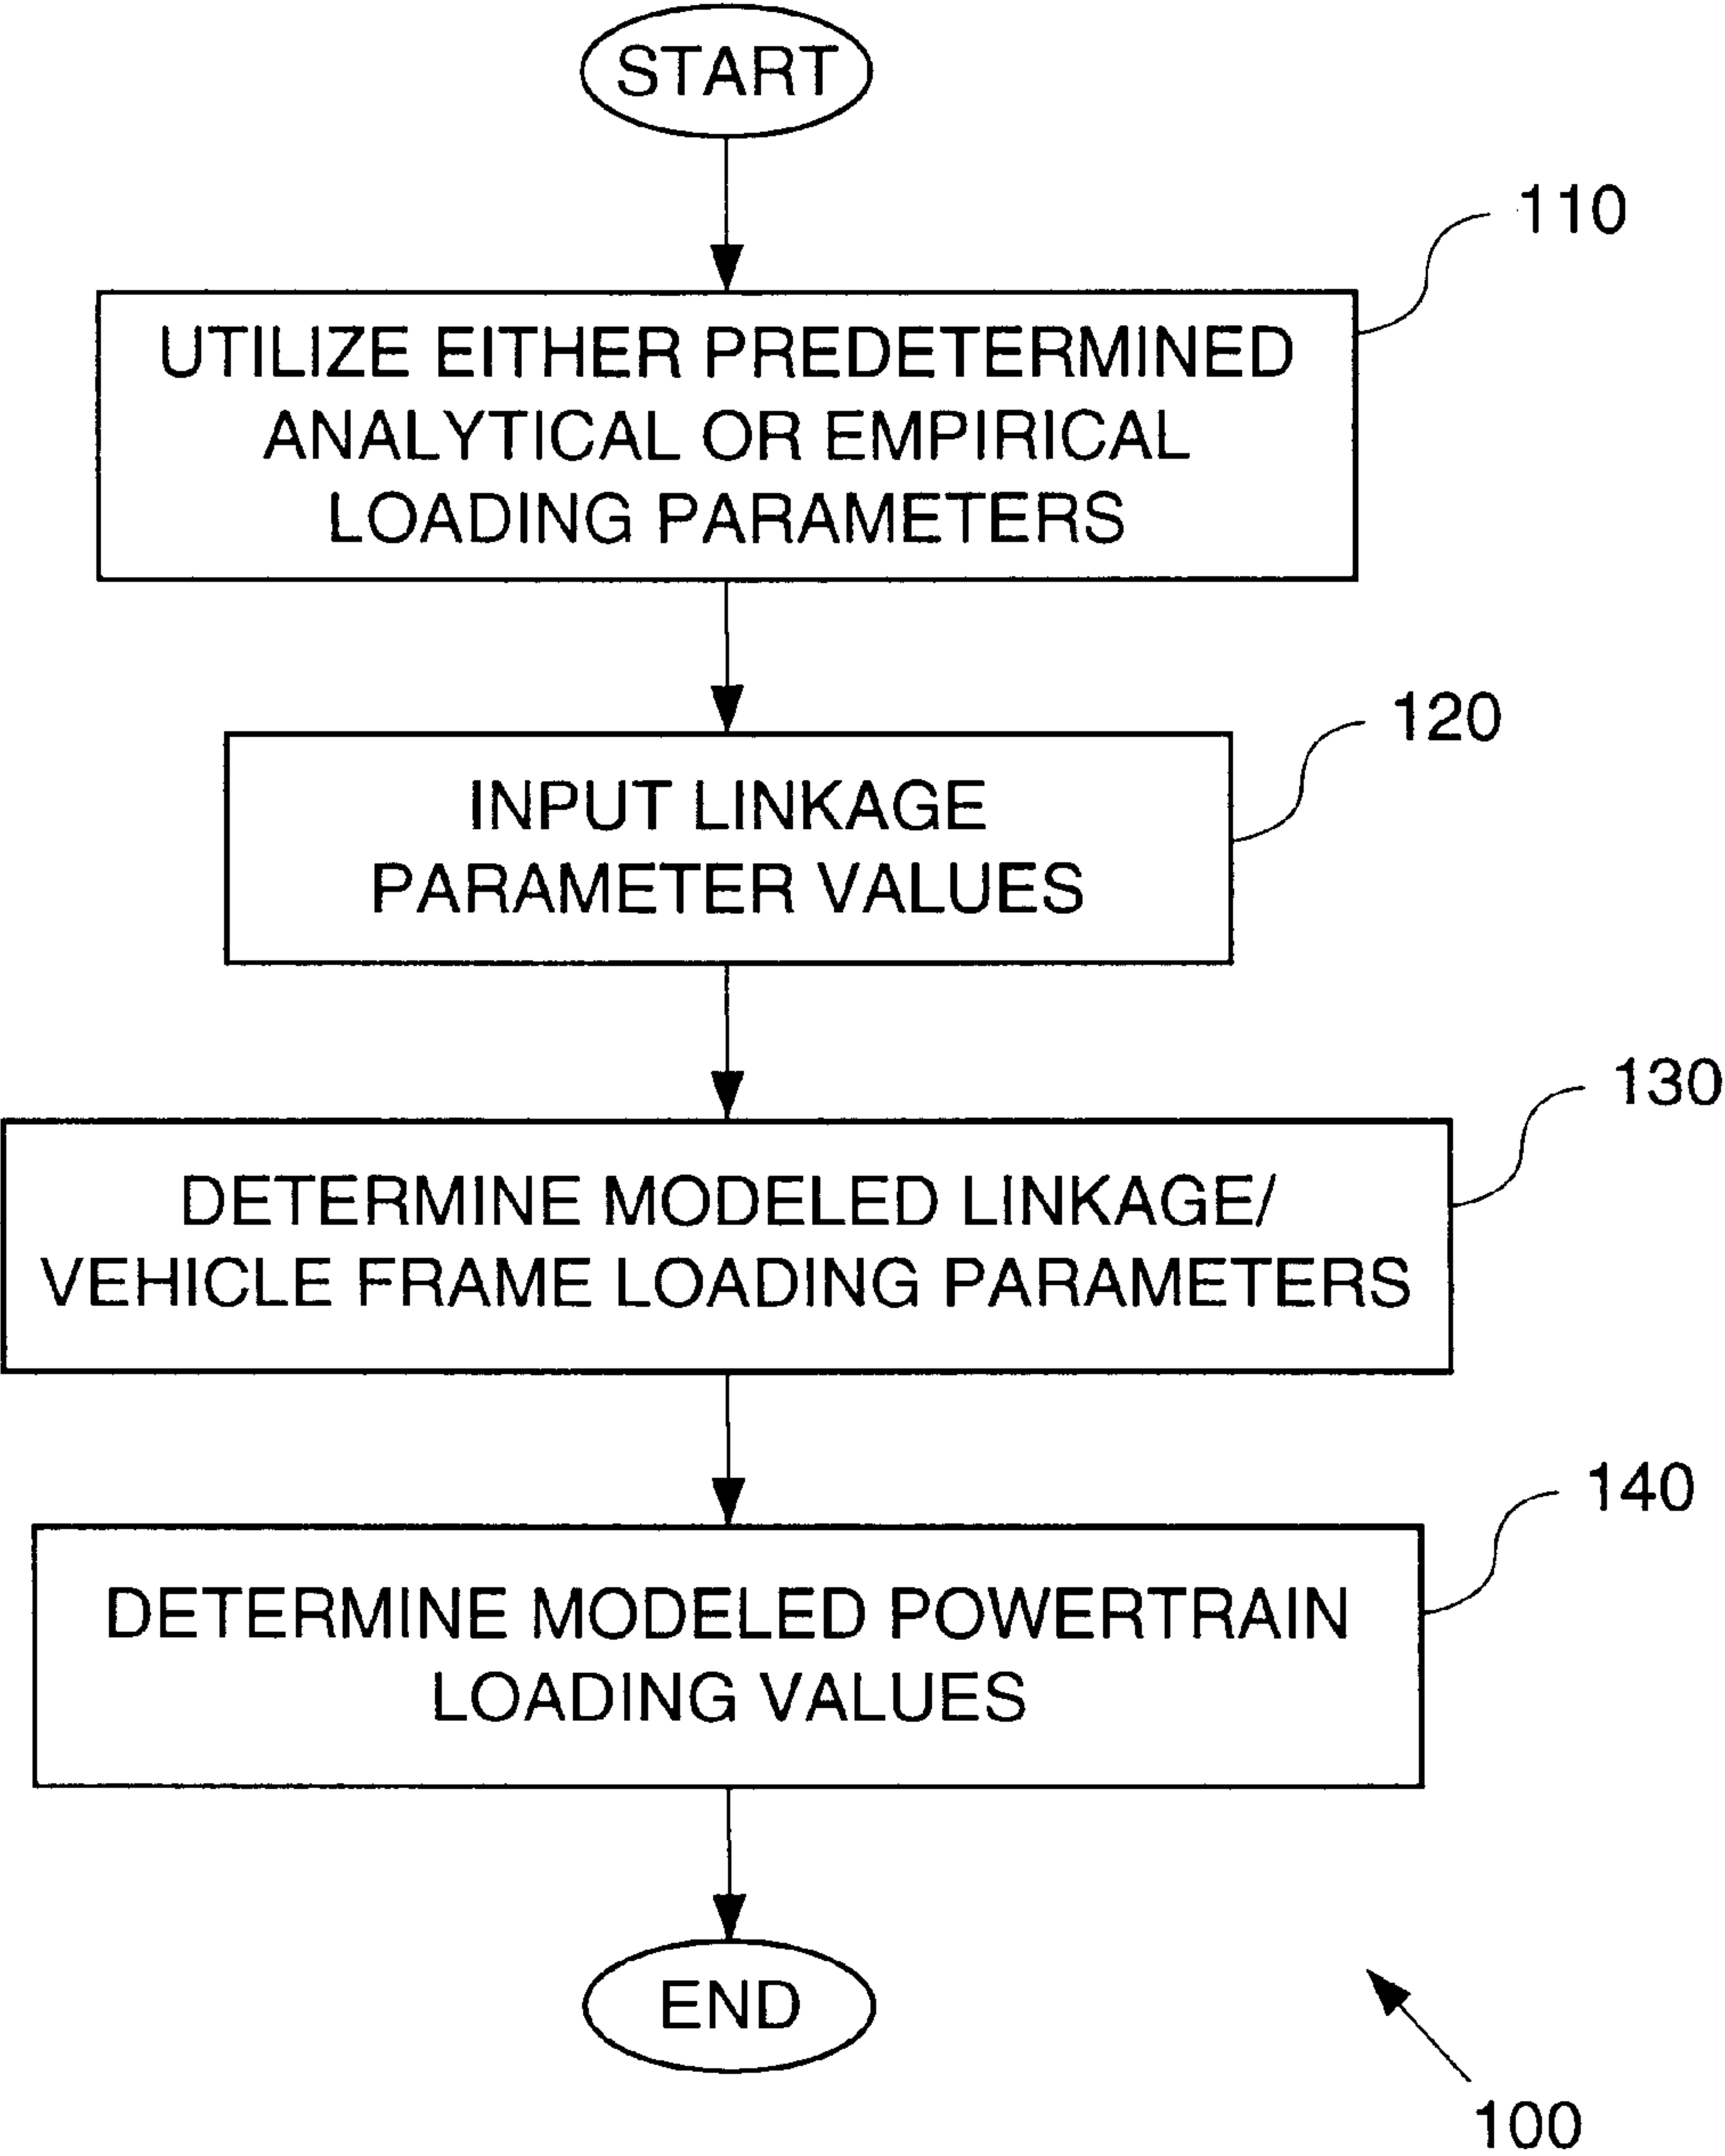 START
110
UTILIZE EITHER PREDETERMINED
ANALYTICAL OR EMPIRICAL
LOADING PARAMETERS
120
INPUT LINKAGE
PARAMETER VALUES
130
DETERMINE MODELED LINKAGE/
VEHICLE FRAME LOADING PARAMETERS
140
DETERMINE MODELED POWERTRAIN
LOADING VALUES
END
100